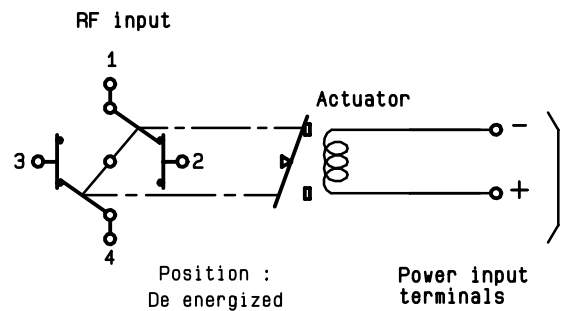 RF input
1
Actuator
-
3
2
+
4
Position :
De energized
Power input
terminals